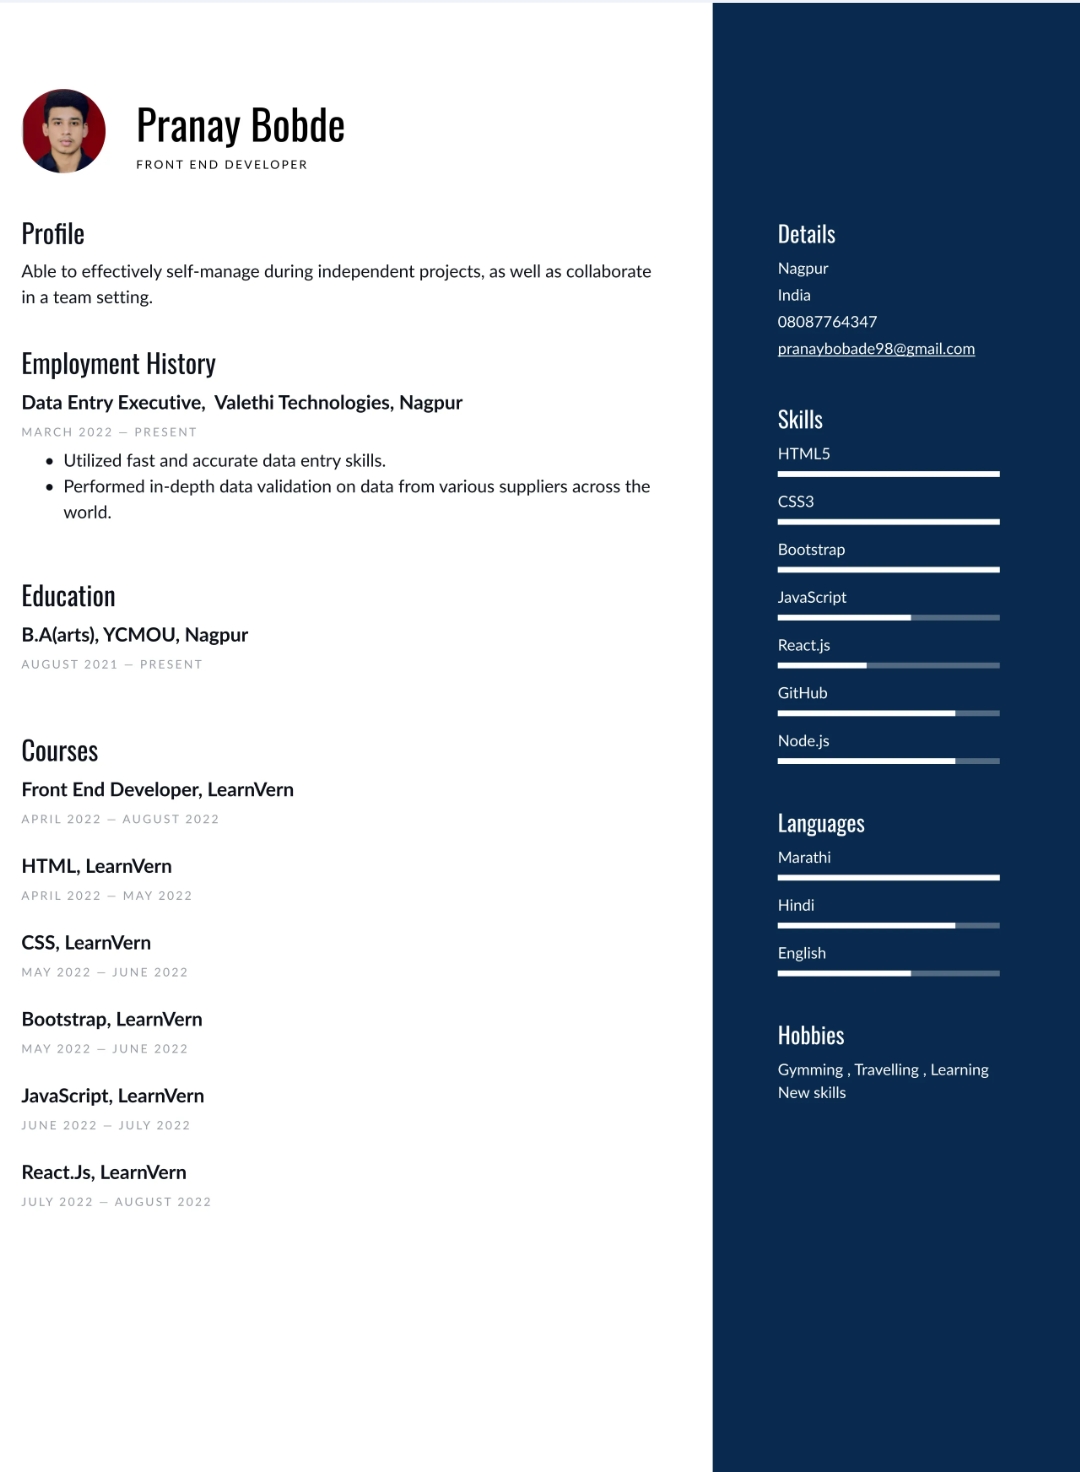 Pranay Bobde
FRONT END DEVELOPER
Profile
Able to effectively self-manage during independent projects, as well as collaborate
in a team setting.
Employment History
Data Entry Executive,  Valethi Technologies, Nagpur
MARCH 2022 — PRESENT
• Utilized fast and accurate data entry skills.
• Performed in-depth data validation on data from various suppliers across the
world.
Education
B.A(arts), YCMOU, Nagpur
AUGUST 2021 — PRESENT
Courses
Front End Developer, LearnVern
APRIL 2022 — AUGUST 2022
HTML, LearnVern
APRIL 2022 — MAY 2022
CSS, LearnVern
MAY 2022 — JUNE 2022
Bootstrap, LearnVern
MAY 2022 — JUNE 2022
JavaScript, LearnVern
JUNE 2022 — JULY 2022
React.Js, LearnVern
JULY 2022 — AUGUST 2022
Details
Nagpur
India
08087764347
pranaybobade98@gmail.com
Skills
HTML5
CSS3
Bootstrap
JavaScript
React.js
GitHub
Node.js
Languages
Marathi
Hindi
English
Hobbies
Gymming , Travelling , Learning
New skills